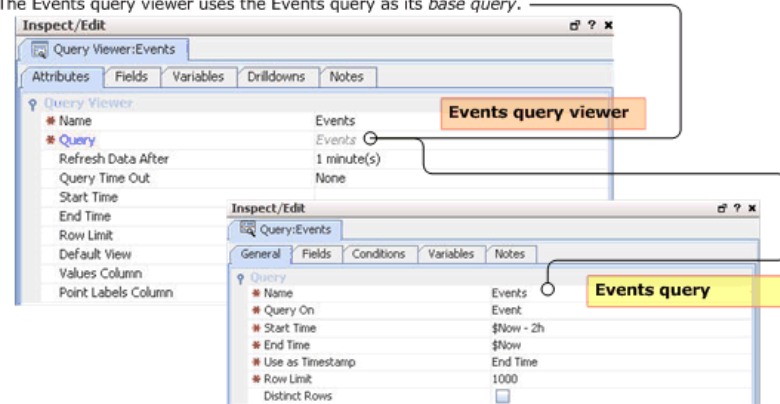 The Events query viewer uses the Events query as its base query.
Inspect/Edit
Query Viewer:Events
Attributes Fields Variables Drilldowns Notes
Query Viewer
Name Events
Query Events
Refresh Data After 1 minute(s)
Query Time Out None
Start Time
End Time
Row Limit
Default View
Values Column
Point Labels Column
Events query viewer
Inspect/Edit
Query:Events
General Fields Conditions Variables Notes
Query
Name Events
Query On Event
Start Time $Now - 2h
End Time $Now
Use as Timestamp End Time
Row Limit 1000
Distinct Rows
Events query